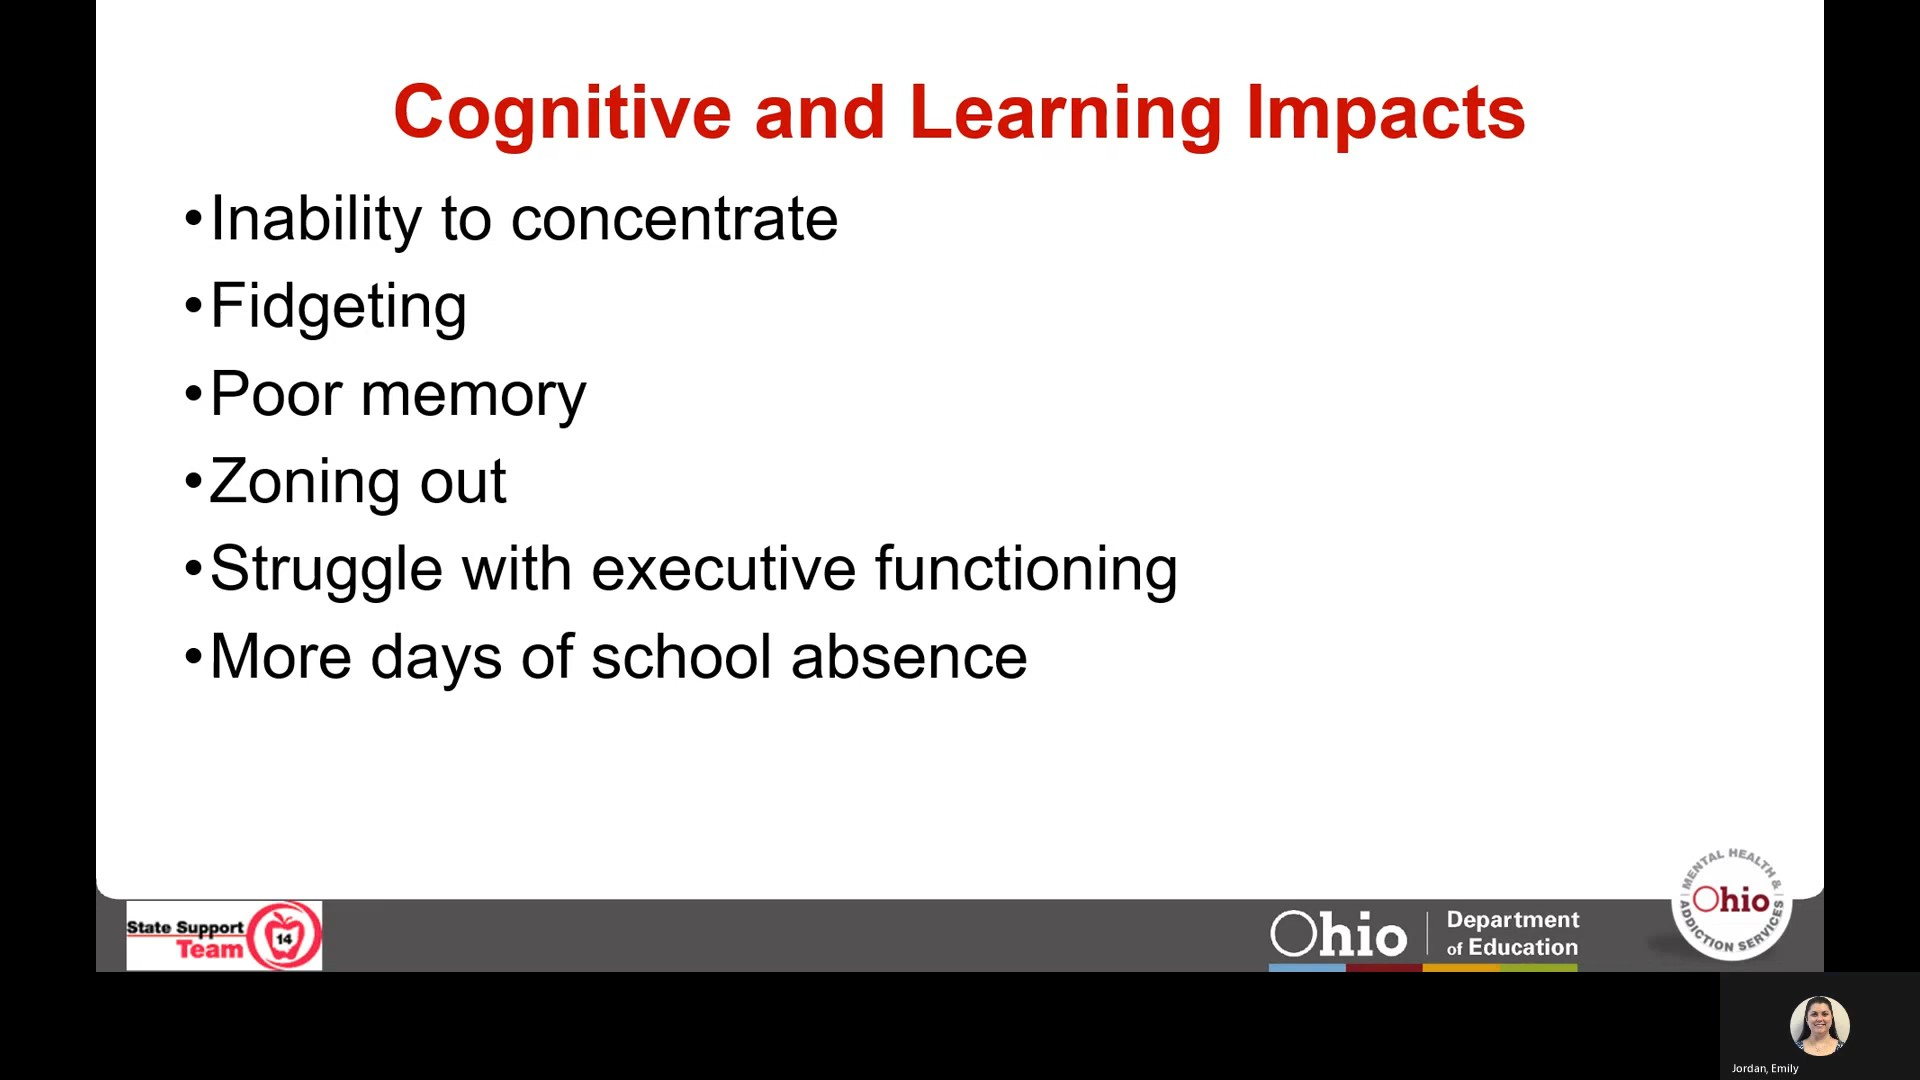 Cognitive and Learning Impacts
•Inability to concentrate
•Fidgeting
•Poor memory
•Zoning out
•Struggle with executive functioning
•More days of school absence
State Support
Team
14
Ohio
Department
of Education
MENTAL HEALTH &
Ohio
ADDICTION SERVICES
Jordan, Emily